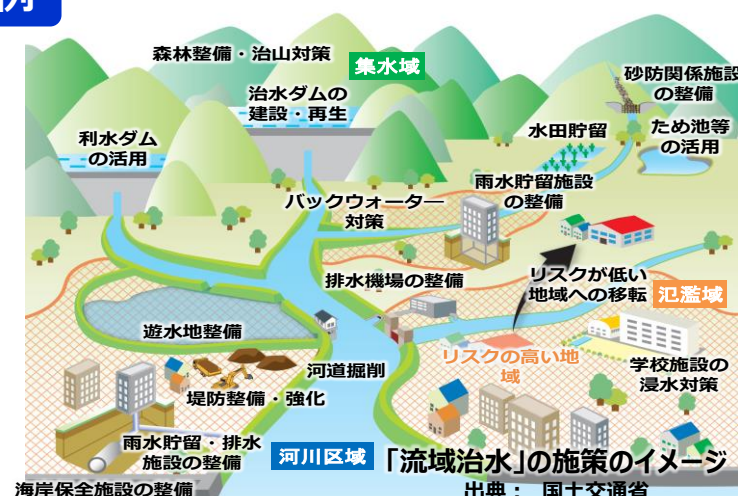 森林整備・治山対策
集水域
治水ダムの
建設・再生
砂防関係施設
の整備
利水ダム
の活用
水田貯留
ため池等
の活用
雨水貯留施設
の整備
バックウォーター
対策
排水機場の整備
リスクが低い
地域への移転
氾濫域
遊水地整備
リスクの高い地
域
学校施設の
浸水対策
河道掘削
堤防整備・強化
雨水貯留・排水
施設の整備
河川区域
「流域治水」の施策のイメージ
海岸保全施設の整備
出典： 国土交通省